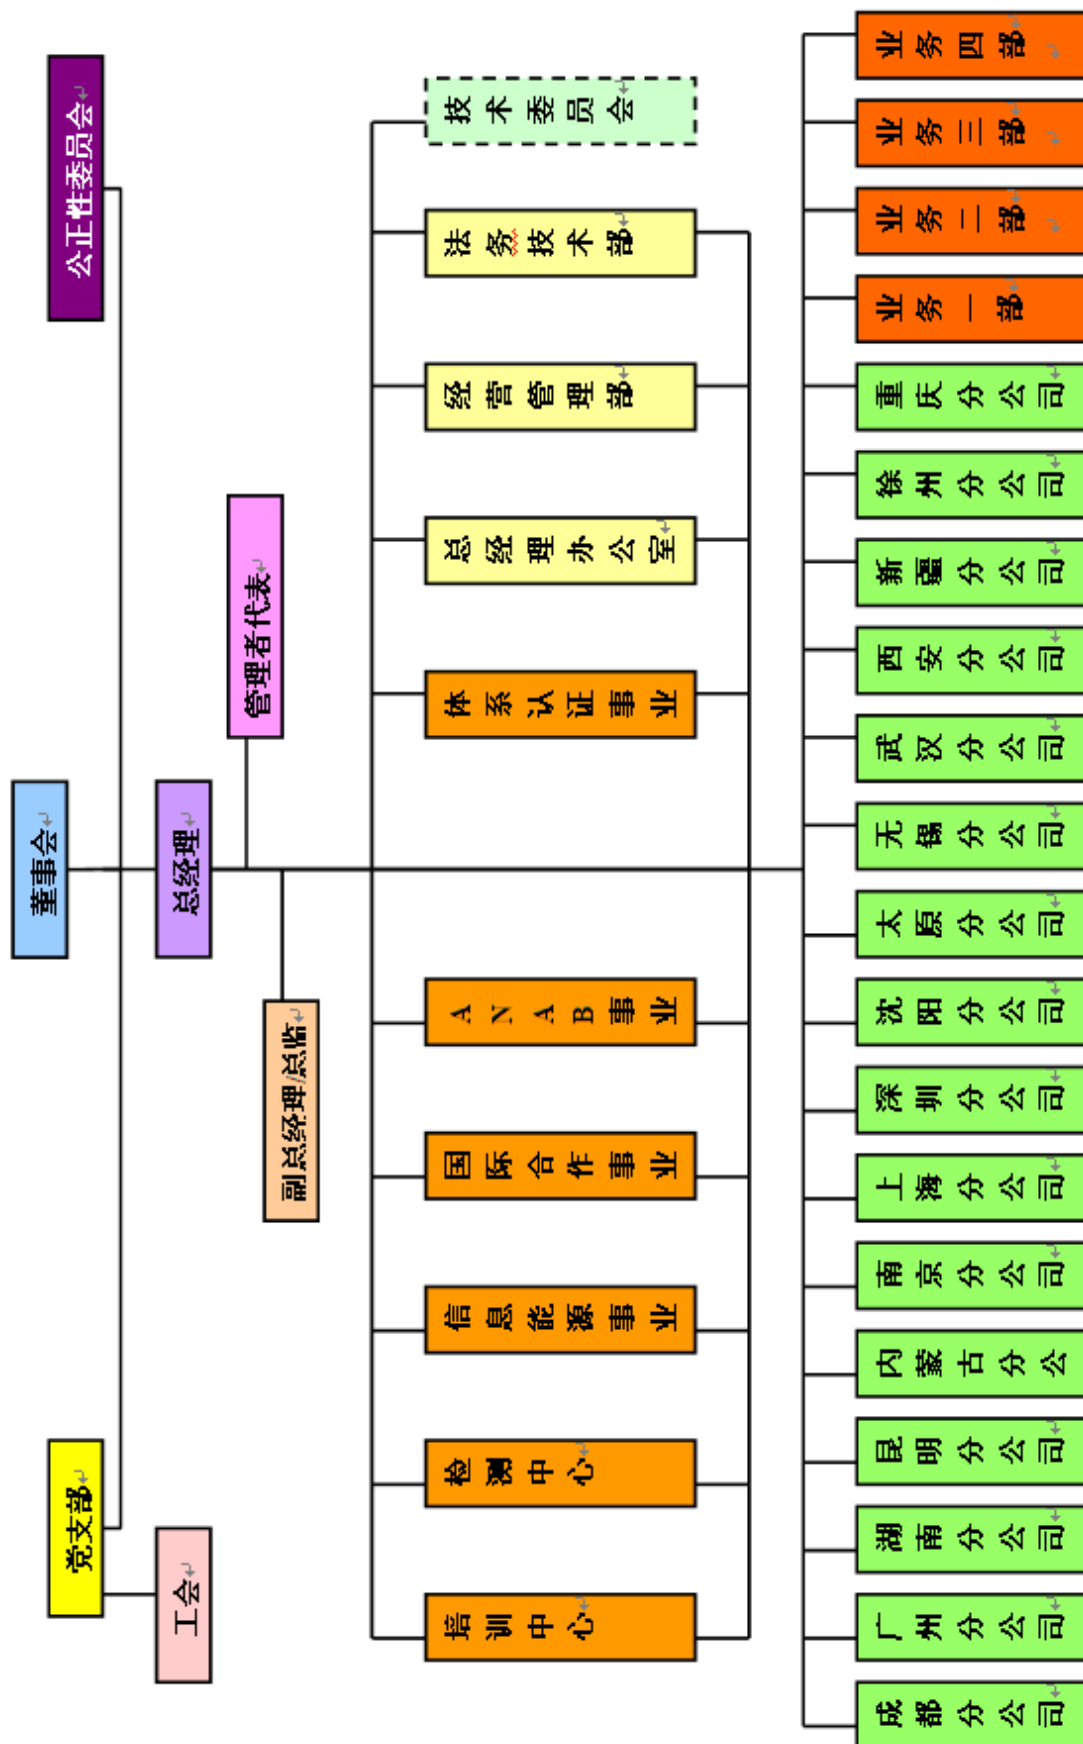 董事会
党支部
公正性委员会
工会
总经理
管理者代表
副总经理/总监
培训中心
检测中心
信息能源事业
国际合作事业
ANAB事业
体系认证事业
总经理办公室
经营管理部
法务技术部
技术委员会
成都分公司
广州分公司
湖南分公司
昆明分公司
内蒙古分公
南京分公司
上海分公司
深圳分公司
沈阳分公司
太原分公司
无锡分公司
武汉分公司
西安分公司
新疆分公司
徐州分公司
重庆分公司
业务一部
业务二部
业务三部
业务四部